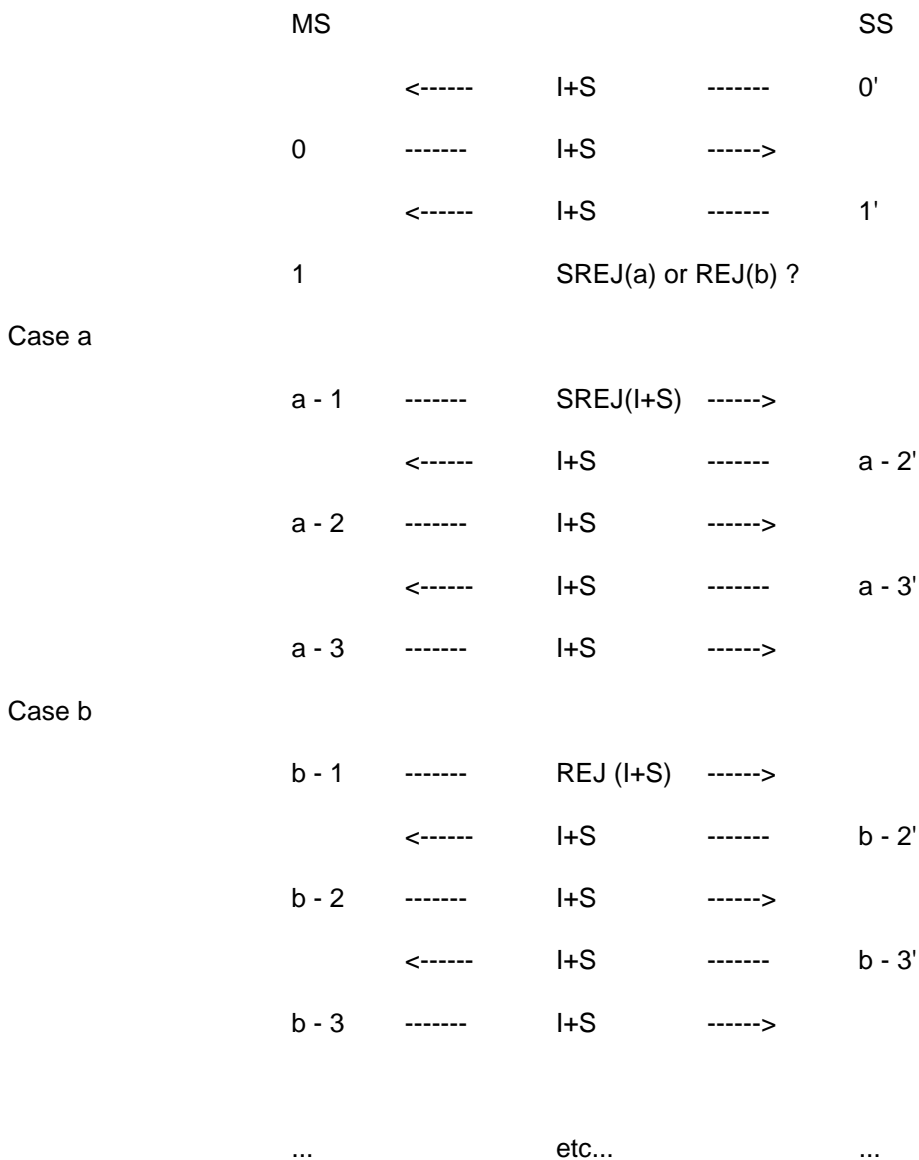 MS SS
<------ I+S ------- 0'
0 ------- I+S ------>
<------ I+S ------- 1'
1 SREJ(a) or REJ(b) ?
Case a
a - 1 ------- SREJ(I+S) ------>
<------ I+S ------- a - 2'
a - 2 ------- I+S ------>
<------ I+S ------- a - 3'
a - 3 ------- I+S ------>
Case b
b - 1 ------- REJ (I+S) ------>
<------ I+S ------- b - 2'
b - 2 ------- I+S ------>
<------ I+S ------- b - 3'
b - 3 ------- I+S ------>
... etc... ...